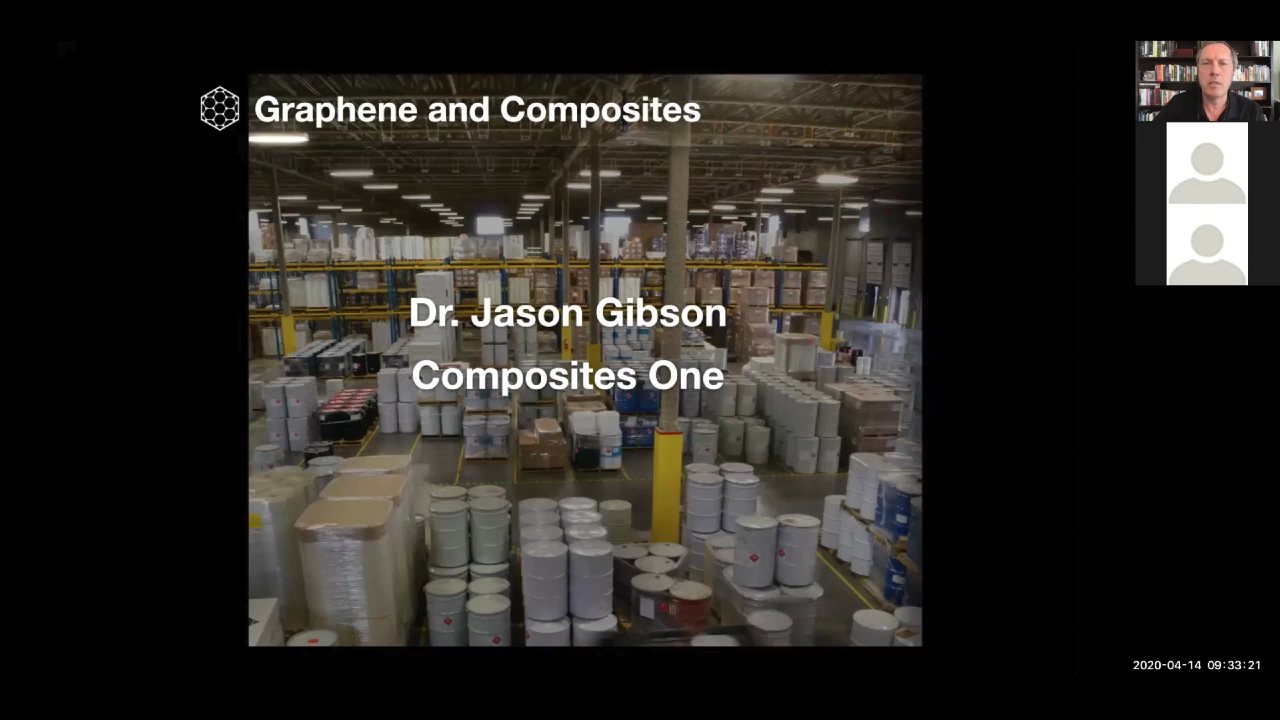 Graphene and Composites
Dr. Jason Gibson
Composites One
2020-04-14 09:33:21